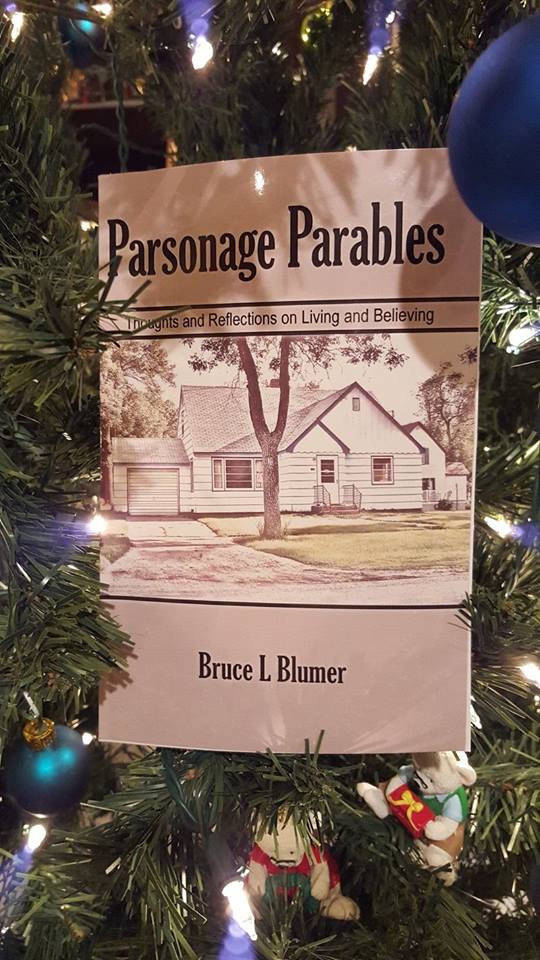 Parsonage Parables
Thoughts and Reflections on Living and Believing
Bruce L Blumer